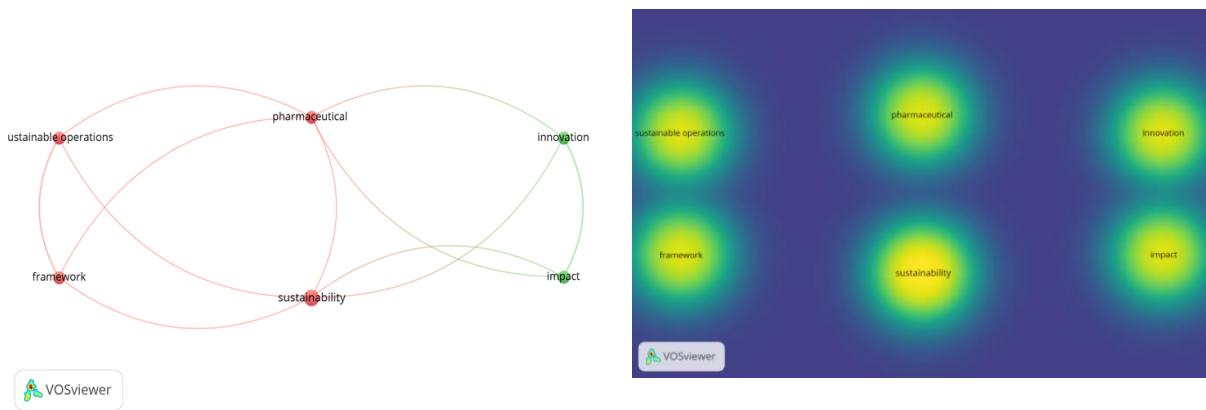 pharmaceutical
ustainable operations
innovation
framework
impact
sustainability
VOSviewer
pharmaceutical
sustainable operations
innovation
framework
impact
sustainability
VOSviewer